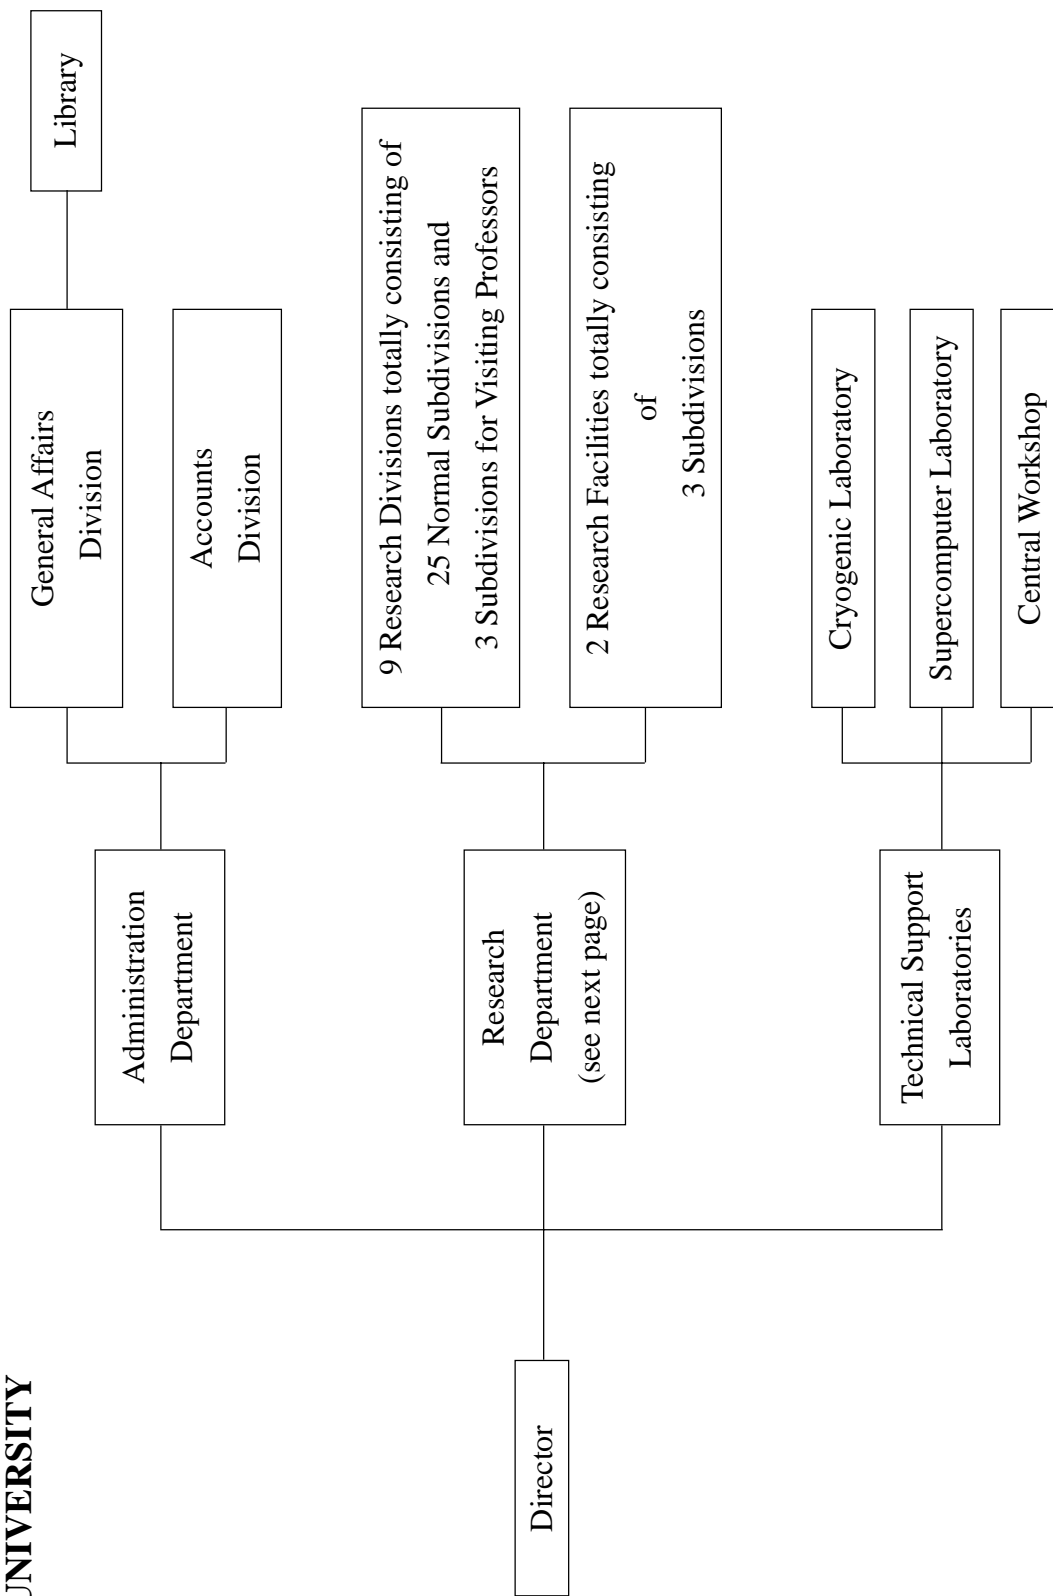 UNIVERSITY
Director
Administration
Department
General Affairs
Division
Library
Accounts
Division
Research
Department
(see next page)
9 Research Divisions totally consisting of
25 Normal Subdivisions and
3 Subdivisions for Visiting Professors
2 Research Facilities totally consisting
of
3 Subdivisions
Technical Support
Laboratories
Cryogenic Laboratory
Supercomputer Laboratory
Central Workshop